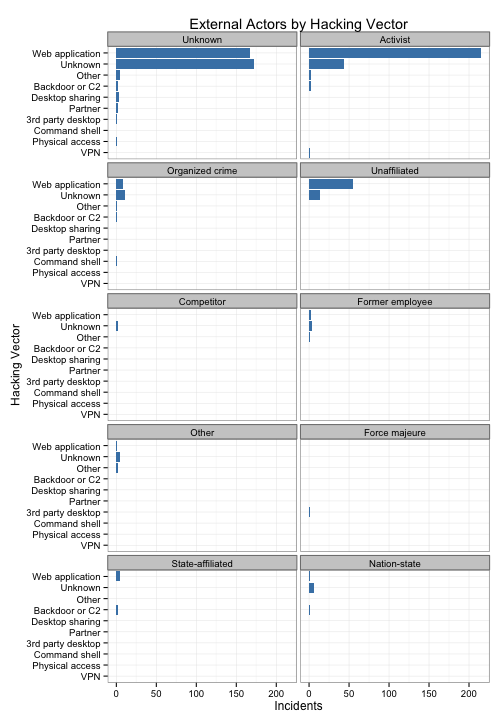 External Actors by Hacking Vector
Unknown
Activist
Web application
Unknown
Other
Backdoor or C2
Desktop sharing
Partner
3rd party desktop
Command shell
Physical access
VPN
Organized crime
Unaffiliated
Web application
Unknown
Other
Backdoor or C2
Desktop sharing
Partner
3rd party desktop
Command shell
Physical access
VPN
Competitor
Former employee
Web application
Unknown
Other
Backdoor or C2
Desktop sharing
Partner
3rd party desktop
Command shell
Physical access
VPN
Other
Force majeure
Web application
Unknown
Other
Backdoor or C2
Desktop sharing
Partner
3rd party desktop
Command shell
Physical access
VPN
State-affiliated
Nation-state
Web application
Unknown
Other
Backdoor or C2
Desktop sharing
Partner
3rd party desktop
Command shell
Physical access
VPN
0 50 100 150 200 0 50 100 150 200
Incidents
Hacking Vector